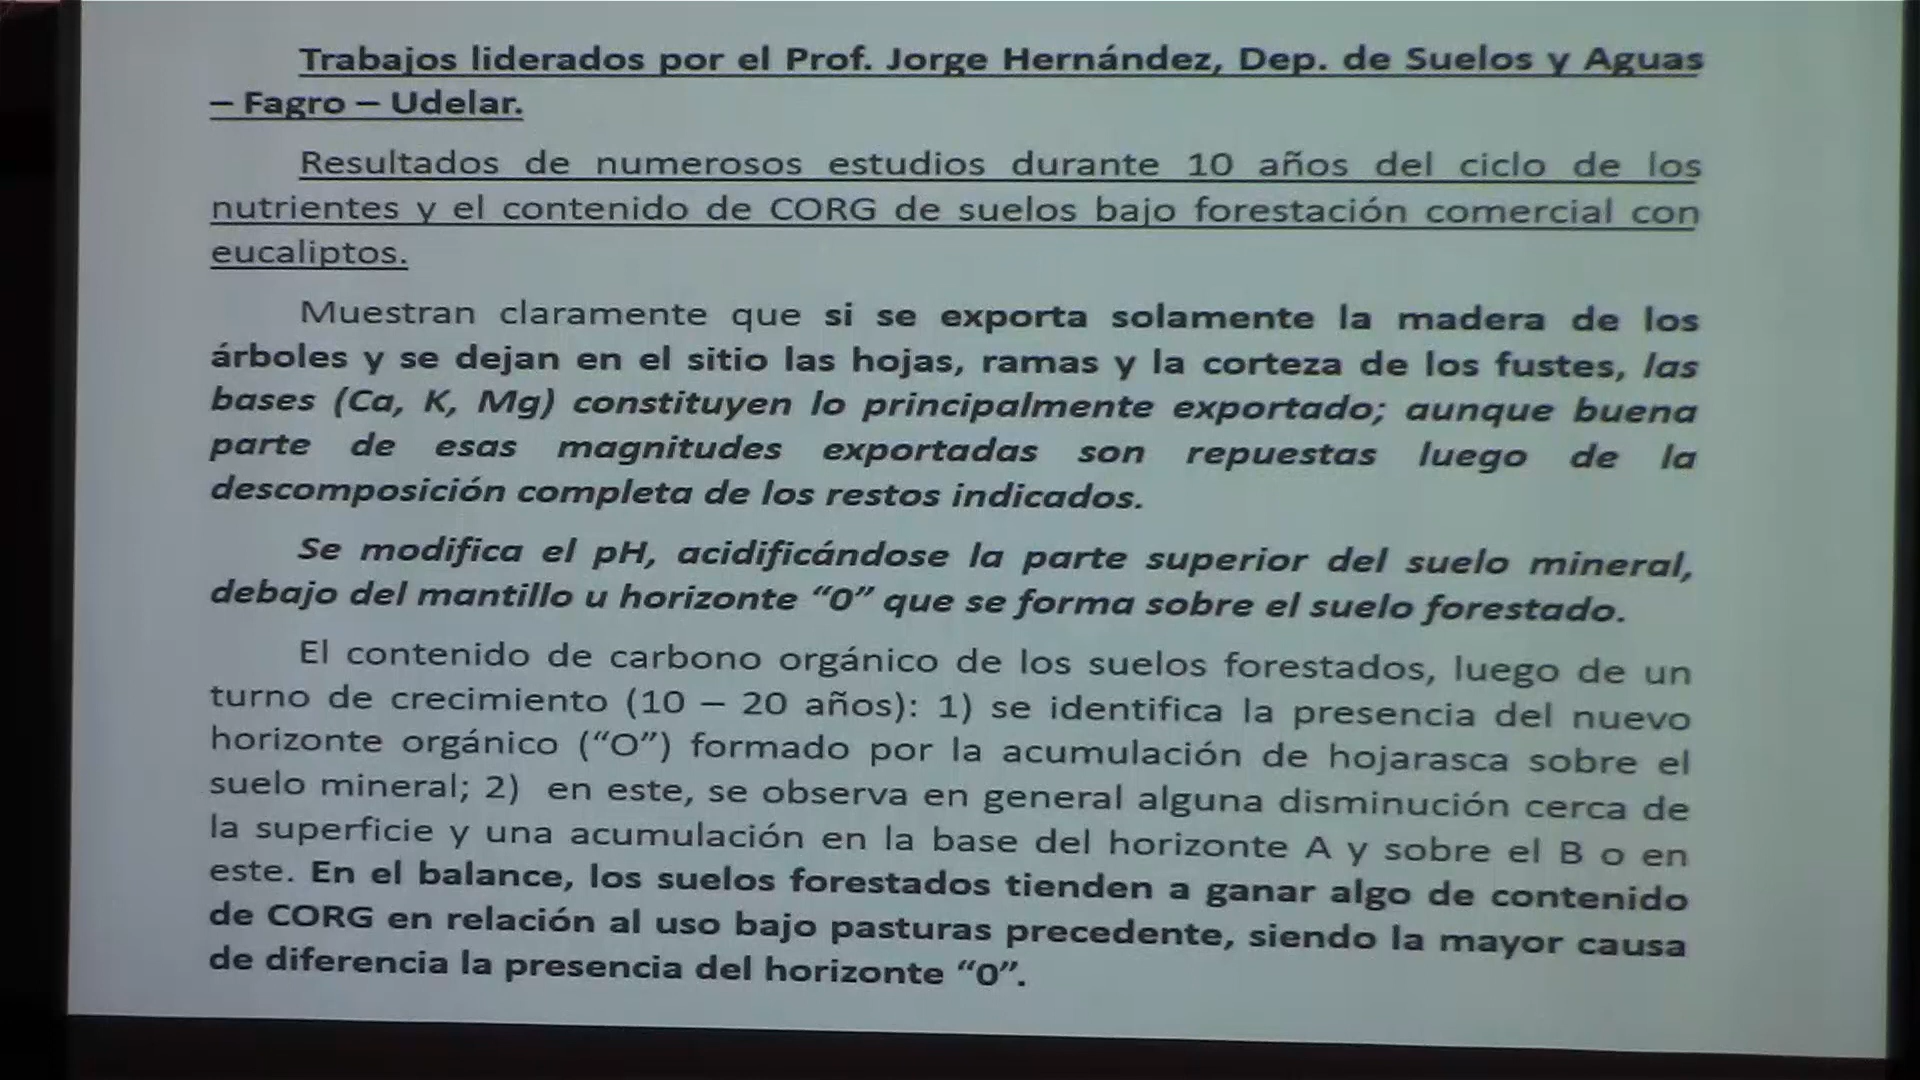 Trabajos liderados por el Prof. Jorge Hernández, Dep. de Suelos y Aguas
– Fagro – Udelar.
Resultados de numerosos estudios durante 10 años del ciclo de los
nutrientes y el contenido de CORG de suelos bajo forestación comercial con
eucaliptos.
Muestran claramente que si se exporta solamente la madera de los
árboles y se dejan en el sitio las hojas, ramas y la corteza de los fustes, las
bases (Ca, K, Mg) constituyen lo principalmente exportado; aunque buena
parte de esas magnitudes exportadas son repuestas luego de la
descomposición completa de los restos indicados.
Se modifica el pH, acidificándose la parte superior del suelo mineral,
debajo del mantillo u horizonte “0” que se forma sobre el suelo forestado.
El contenido de carbono orgánico de los suelos forestados, luego de un
turno de crecimiento (10 – 20 años): 1) se identifica la presencia del nuevo
horizonte orgánico (“O”) formado por la acumulación de hojarasca sobre el
suelo mineral; 2) en este, se observa en general alguna disminución cerca de
la superficie y una acumulación en la base del horizonte A y sobre el B o en
este. En el balance, los suelos forestados tienden a ganar algo de contenido
de CORG en relación al uso bajo pasturas precedente, siendo la mayor causa
de diferencia la presencia del horizonte “0”.